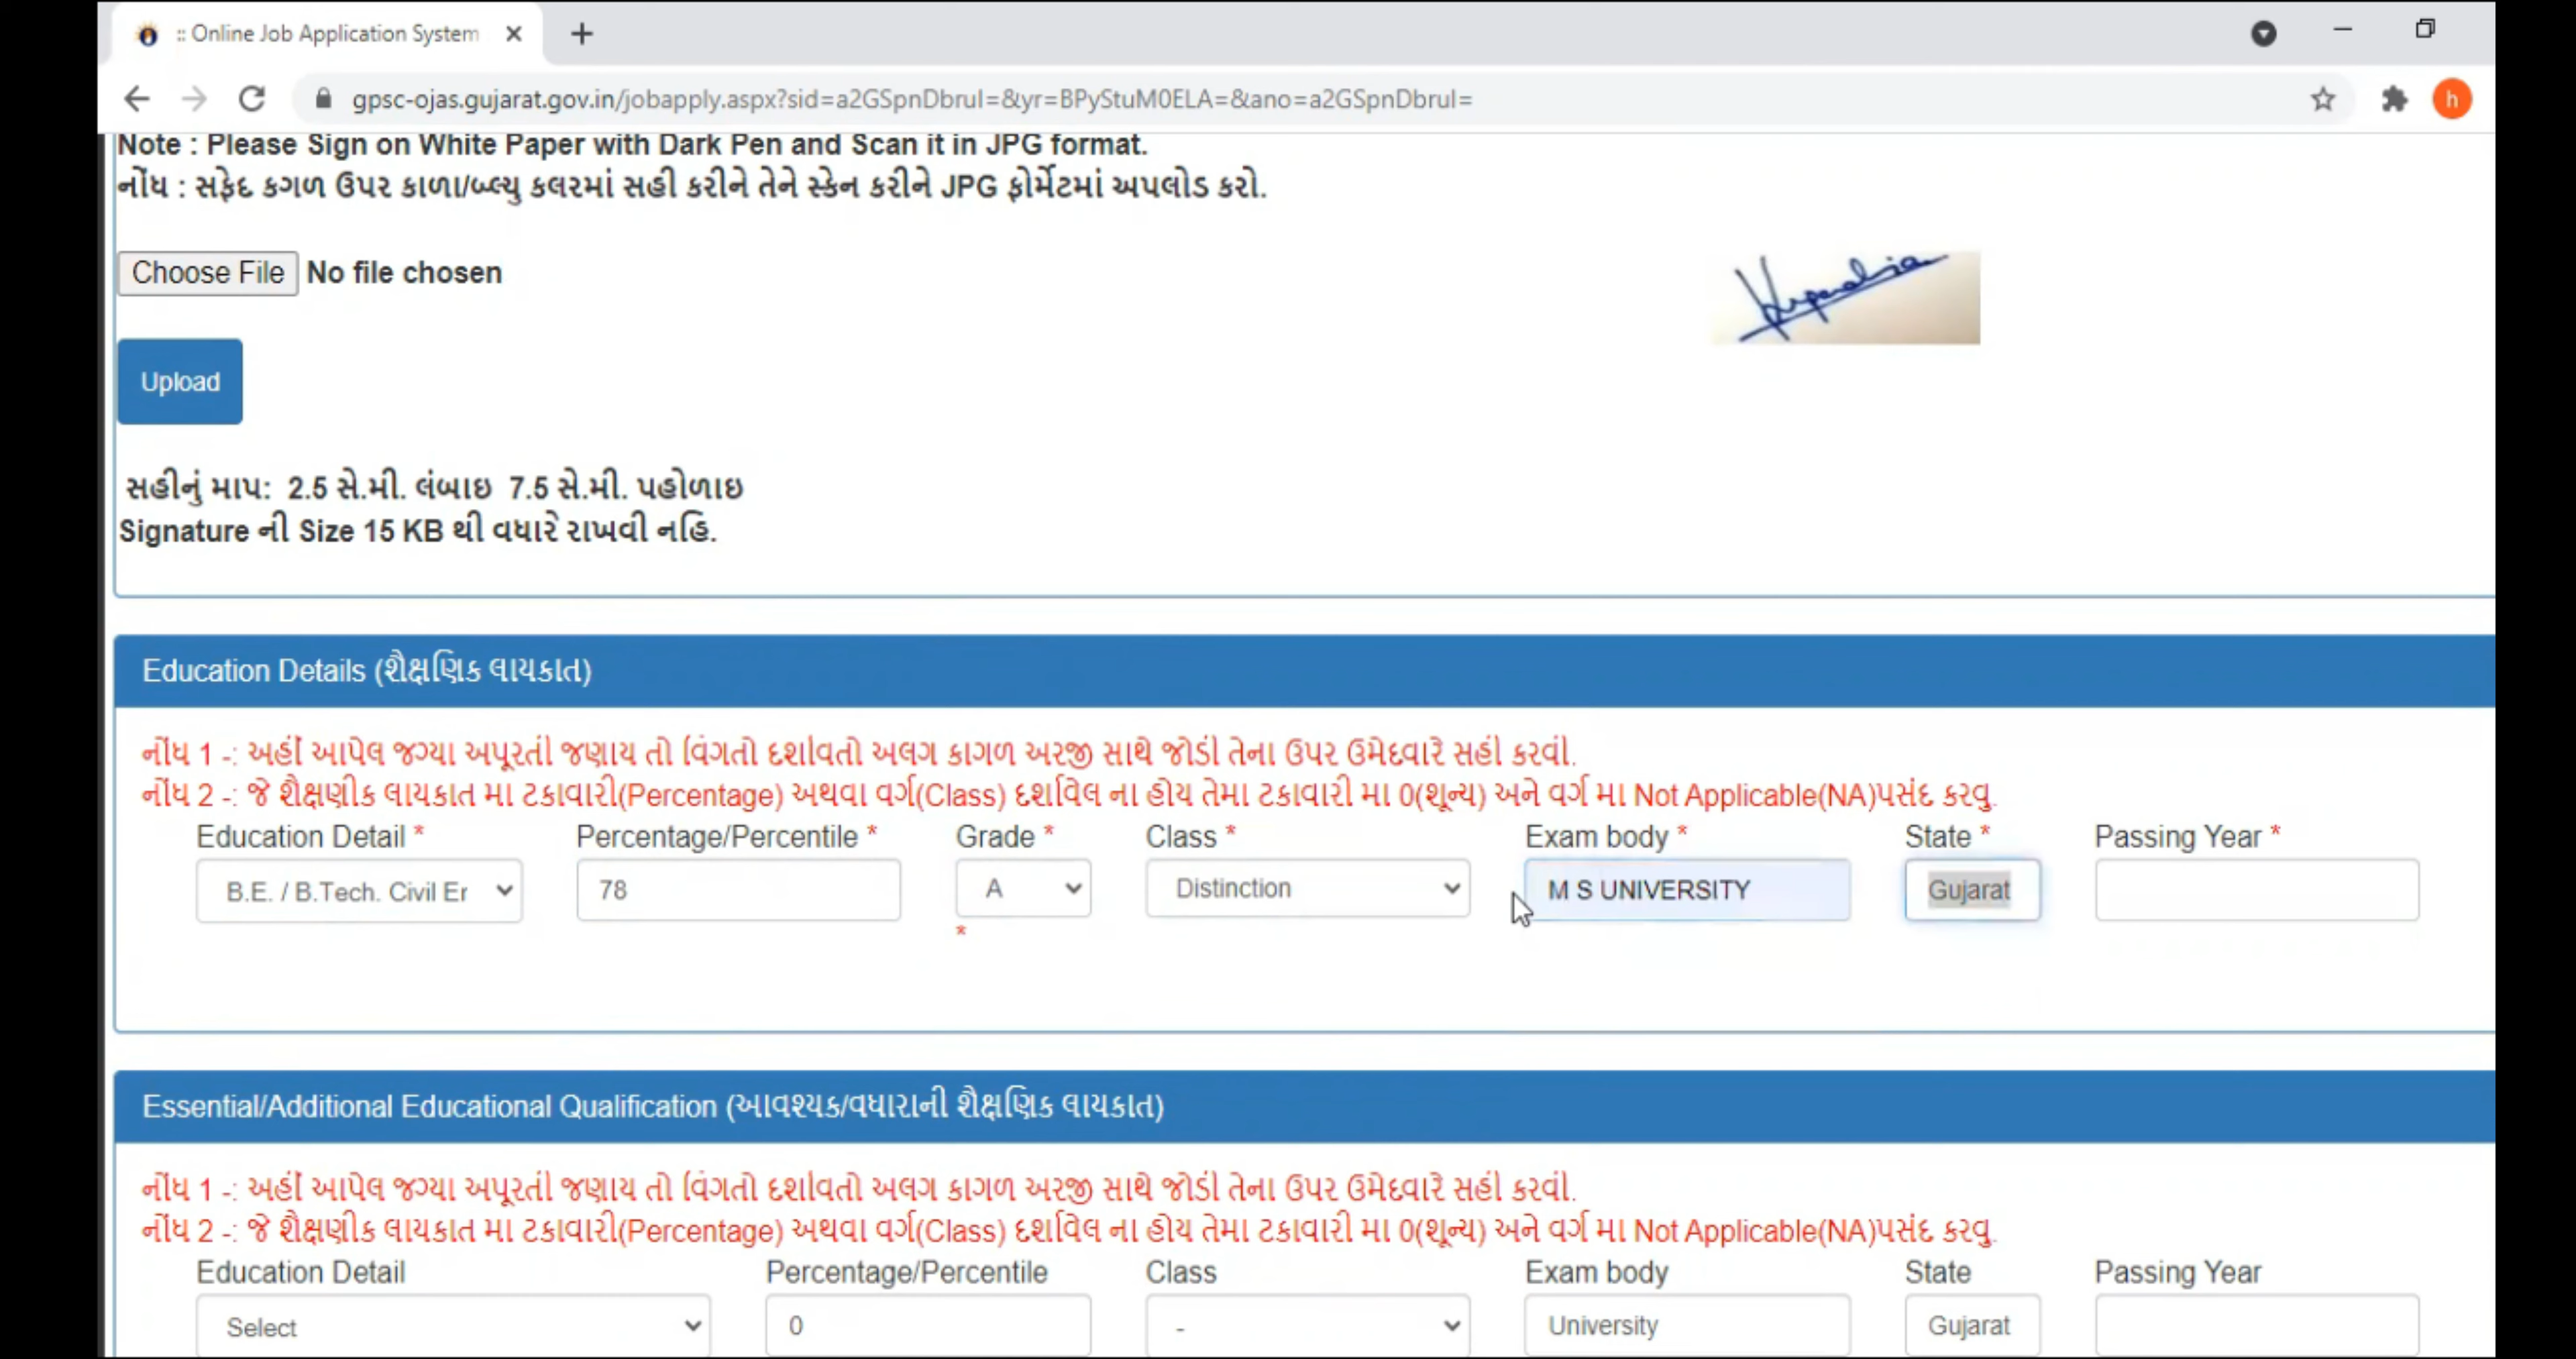 :: Online Job Application System
gpsc-ojas.gujarat.gov.in/jobapply.aspx?sid=a2GSpnDbruI=&yr=BPyStuM0ELA=&ano=a2GSpnDbruI=
h
Note : Please Sign on White Paper with Dark Pen and Scan it in JPG format.
નોંધ : સફેદ કગળ ઉપર કાળા/બ્લ્યુ કલરમાં સહી કરીને તેને સ્કેન કરીને JPG ફોર્મેટમાં અપલોડ કરો.
Choose File No file chosen
Upload
સહીનું માપ: 2.5 સે.મી. લંબાઇ 7.5 સે.મી. પહોળાઇ
Signature ની Size 15 KB થી વધારે રાખવી નહિ.
Education Details (શૈક્ષણિક લાયકાત)
નોંધ 1 -: અહીં આપેલ જગ્યા અપૂરતી જણાય તો વિગતો દર્શાવતો અલગ કાગળ અરજી સાથે જોડી તેના ઉપર ઉમેદવારે સહી કરવી.
નોંધ 2 -: જે શૈક્ષણીક લાયકાત મા ટકાવારી(Percentage) અથવા વર્ગ(Class) દર્શાવેલ ના હોય તેમા ટકાવારી મા 0(શૂન્ય) અને વર્ગ મા Not Applicable(NA)પસંદ કરવુ.
Education Detail * Percentage/Percentile * Grade * Class * Exam body * State * Passing Year *
B.E. / B.Tech. Civil Er 78 A Distinction M S UNIVERSITY Gujarat
*
Essential/Additional Educational Qualification (આવશ્યક/વધારાની શૈક્ષણિક લાયકાત)
નોંધ 1 -: અહીં આપેલ જગ્યા અપૂરતી જણાય તો વિગતો દર્શાવતો અલગ કાગળ અરજી સાથે જોડી તેના ઉપર ઉમેદવારે સહી કરવી.
નોંધ 2 -: જે શૈક્ષણીક લાયકાત મા ટકાવારી(Percentage) અથવા વર્ગ(Class) દર્શાવેલ ના હોય તેમા ટકાવારી મા 0(શૂન્ય) અને વર્ગ મા Not Applicable(NA)પસંદ કરવુ.
Education Detail Percentage/Percentile Class Exam body State Passing Year
Select 0 - University Gujarat